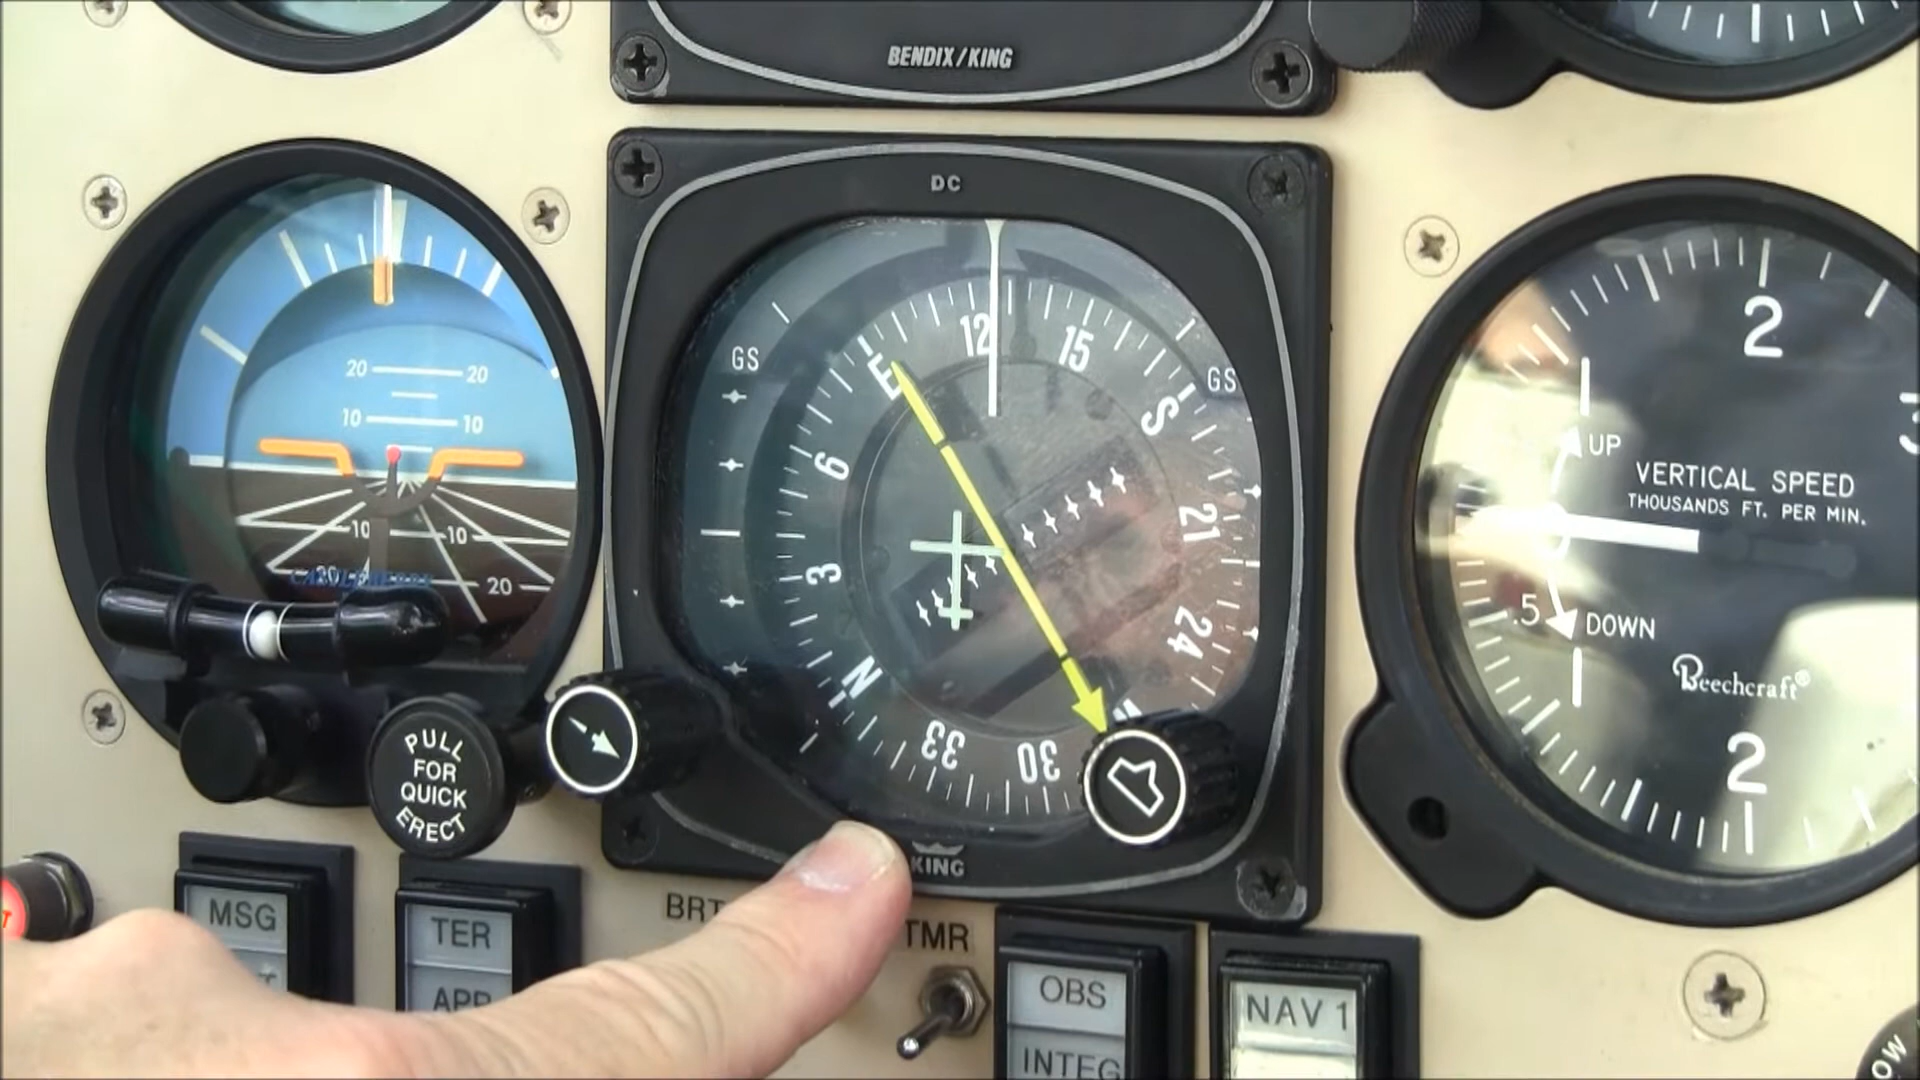 BENDIX/KING
DC
GS
GS
12
15
E
S
6
21
3
24
N
33
30
KING
20 20
10 10
10 10
20
PULL
FOR
QUICK
ERECT
2
UP
VERTICAL SPEED
THOUSANDS FT. PER MIN.
.5
DOWN
Beechcraft®
2
MSG
TER
APR
BRT
TMR
OBS
INTEG
NAV 1